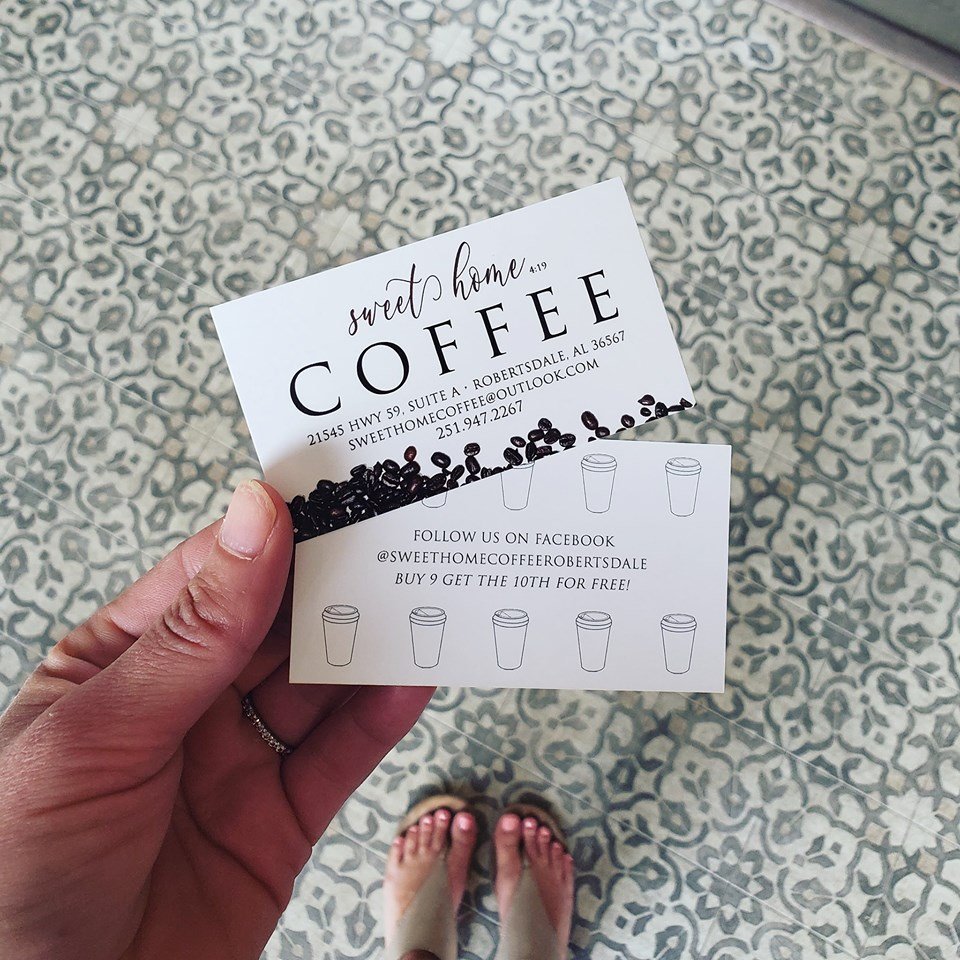 sweet home 4:19
COFFEE
21545 HWY 59, SUITE A · ROBERTSDALE, AL 36567
SWEETHOMECOFFEE@OUTLOOK.COM
251.947.2267
FOLLOW US ON FACEBOOK
@SWEETHOMECOFFEEROBERTSDALE
BUY 9 GET THE 10TH FOR FREE!